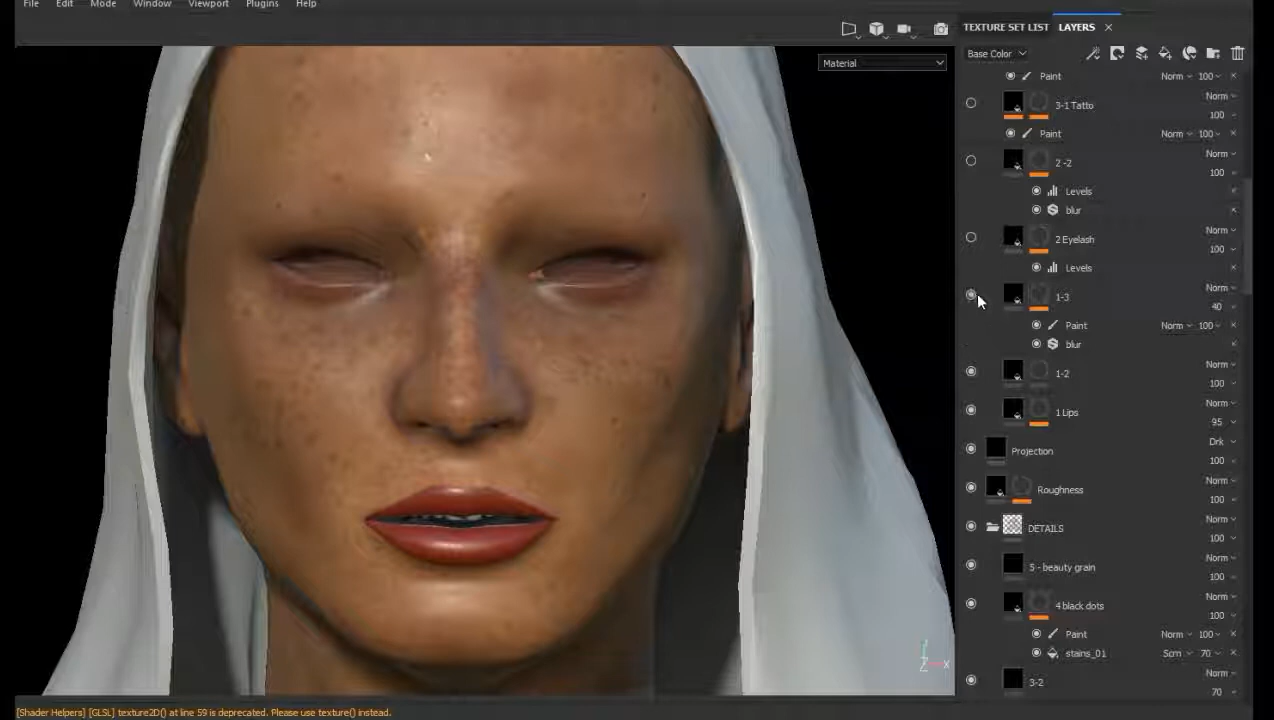 File Edit Mode Window Viewport Plugins Help
TEXTURE SET LIST LAYERS ×
Base Color
Material
Paint Norm 100
Norm
3-1 Tatto
100
Paint Norm 100
Norm
2 -2
100
Levels
blur
Norm
2 Eyelash
100
Levels
Norm
1-3
40
Paint Norm 100
blur
Norm
1-2
100
Norm
1 Lips
95
Drk
Projection
100
Norm
Roughness
100
Norm
DETAILS
100
Norm
5 - beauty grain
100
Norm
4 black dots
100
Paint Norm 100
stains_01 Scrn 70
Norm
3-2
70
Z X
[Shader Helpers] [GLSL] texture2D() at line 59 is deprecated. Please use texture() instead.